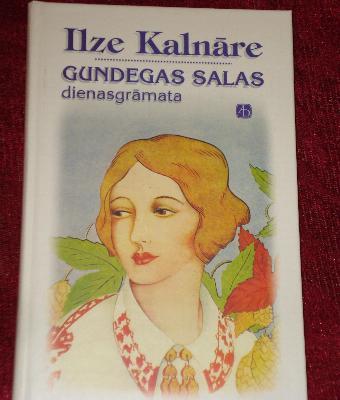 Ilze Kalnāre
GUNDEGAS SALAS
dienasgrāmata